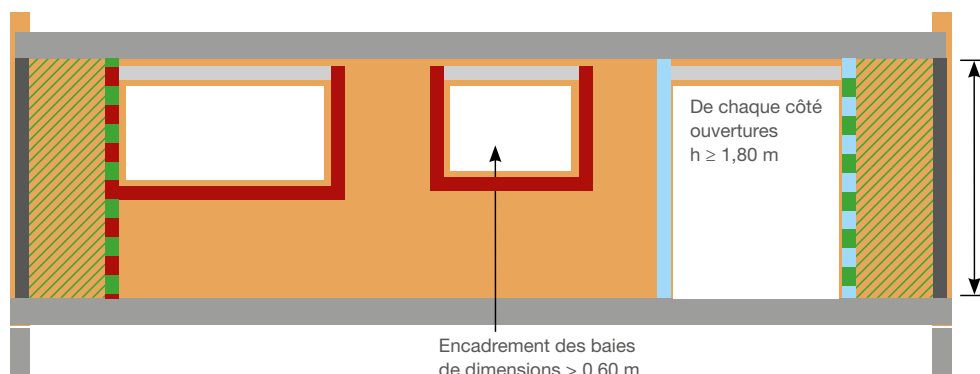 De chaque côté
ouvertures
h ≥ 1,80 m
Encadrement des baies
de dimensions > 0,60 m